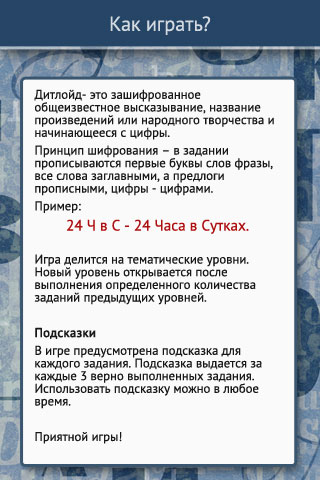 Как играть?
Дитлойд- это зашифрованное
общеизвестное высказывание, название
произведений или народного творчества и
начинающееся с цифры.
Принцип шифрования – в задании
прописываются первые буквы слов фразы,
все слова заглавными, а предлоги
прописными, цифры - цифрами.
Пример:
24 Ч в С - 24 Часа в Сутках.
Игра делится на тематические уровни.
Новый уровень открывается после
выполнения определенного количества
заданий предыдущих уровней.
Подсказки
В игре предусмотрена подсказка для
каждого задания. Подсказка выдается за
каждые 3 верно выполненных задания.
Использовать подсказку можно в любое
время.
Приятной игры!